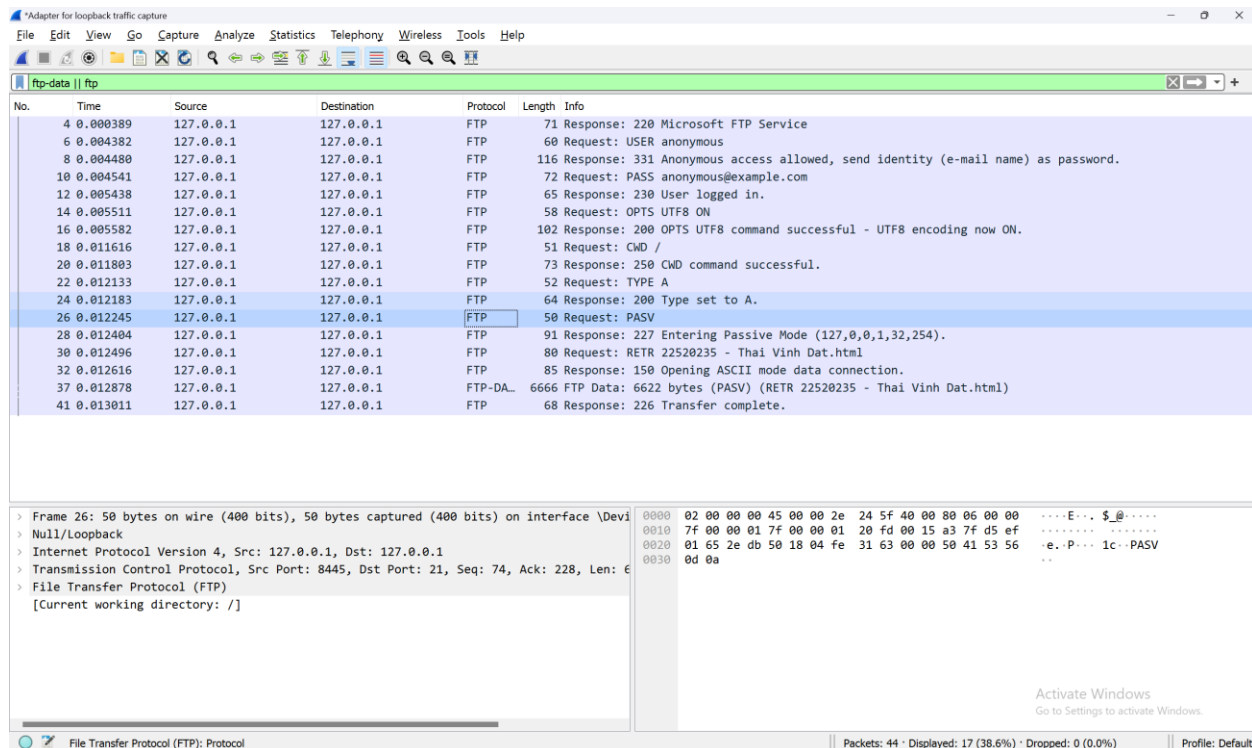 *Adapter for loopback traffic capture
File Edit View Go Capture Analyze Statistics Telephony Wireless Tools Help
ftp-data || ftp
No. Time Source Destination Protocol Length Info
4 0.000389 127.0.0.1 127.0.0.1 FTP 71 Response: 220 Microsoft FTP Service
6 0.004382 127.0.0.1 127.0.0.1 FTP 60 Request: USER anonymous
8 0.004480 127.0.0.1 127.0.0.1 FTP 116 Response: 331 Anonymous access allowed, send identity (e-mail name) as password.
10 0.004541 127.0.0.1 127.0.0.1 FTP 72 Request: PASS anonymous@example.com
12 0.005438 127.0.0.1 127.0.0.1 FTP 65 Response: 230 User logged in.
14 0.005511 127.0.0.1 127.0.0.1 FTP 58 Request: OPTS UTF8 ON
16 0.005582 127.0.0.1 127.0.0.1 FTP 102 Response: 200 OPTS UTF8 command successful - UTF8 encoding now ON.
18 0.011616 127.0.0.1 127.0.0.1 FTP 51 Request: CWD /
20 0.011803 127.0.0.1 127.0.0.1 FTP 73 Response: 250 CWD command successful.
22 0.012133 127.0.0.1 127.0.0.1 FTP 52 Request: TYPE A
24 0.012183 127.0.0.1 127.0.0.1 FTP 64 Response: 200 Type set to A.
26 0.012245 127.0.0.1 127.0.0.1 FTP 50 Request: PASV
28 0.012404 127.0.0.1 127.0.0.1 FTP 91 Response: 227 Entering Passive Mode (127,0,0,1,32,254).
30 0.012496 127.0.0.1 127.0.0.1 FTP 80 Request: RETR 22520235 - Thai Vinh Dat.html
32 0.012616 127.0.0.1 127.0.0.1 FTP 85 Response: 150 Opening ASCII mode data connection.
37 0.012878 127.0.0.1 127.0.0.1 FTP-DA… 6666 FTP Data: 6622 bytes (PASV) (RETR 22520235 - Thai Vinh Dat.html)
41 0.013011 127.0.0.1 127.0.0.1 FTP 68 Response: 226 Transfer complete.
Frame 26: 50 bytes on wire (400 bits), 50 bytes captured (400 bits) on interface \Devi
Null/Loopback
Internet Protocol Version 4, Src: 127.0.0.1, Dst: 127.0.0.1
Transmission Control Protocol, Src Port: 8445, Dst Port: 21, Seq: 74, Ack: 228, Len: 6
File Transfer Protocol (FTP)
[Current working directory: /]
0000 02 00 00 00 45 00 00 2e 24 5f 40 00 80 06 00 00 ····E··. $_@·····
0010 7f 00 00 01 7f 00 00 01 20 fd 00 15 a3 7f d5 ef ········ ·······
0020 01 65 2e db 50 18 04 fe 31 63 00 00 50 41 53 56 ·e.·P··· 1c··PASV
0030 0d 0a ··
Activate Windows
Go to Settings to activate Windows.
File Transfer Protocol (FTP): Protocol Packets: 44 · Displayed: 17 (38.6%) · Dropped: 0 (0.0%) Profile: Default